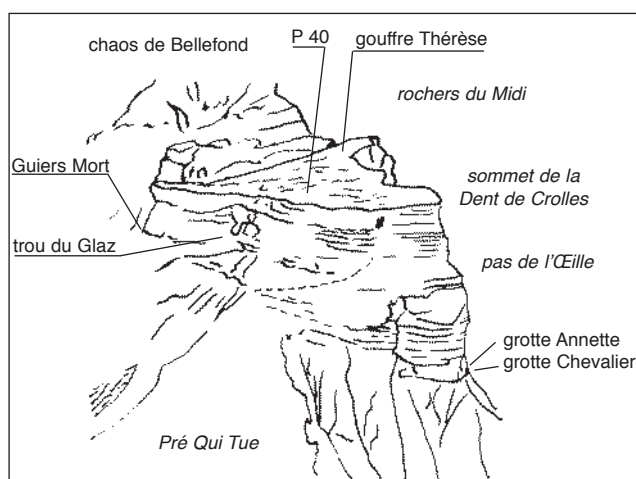 chaos de Bellefond
P 40
gouffre Thérèse
rochers du Midi
Guiers Mort
sommet de la
Dent de Crolles
trou du Glaz
pas de l'Œille
grotte Annette
grotte Chevalier
Pré Qui Tue